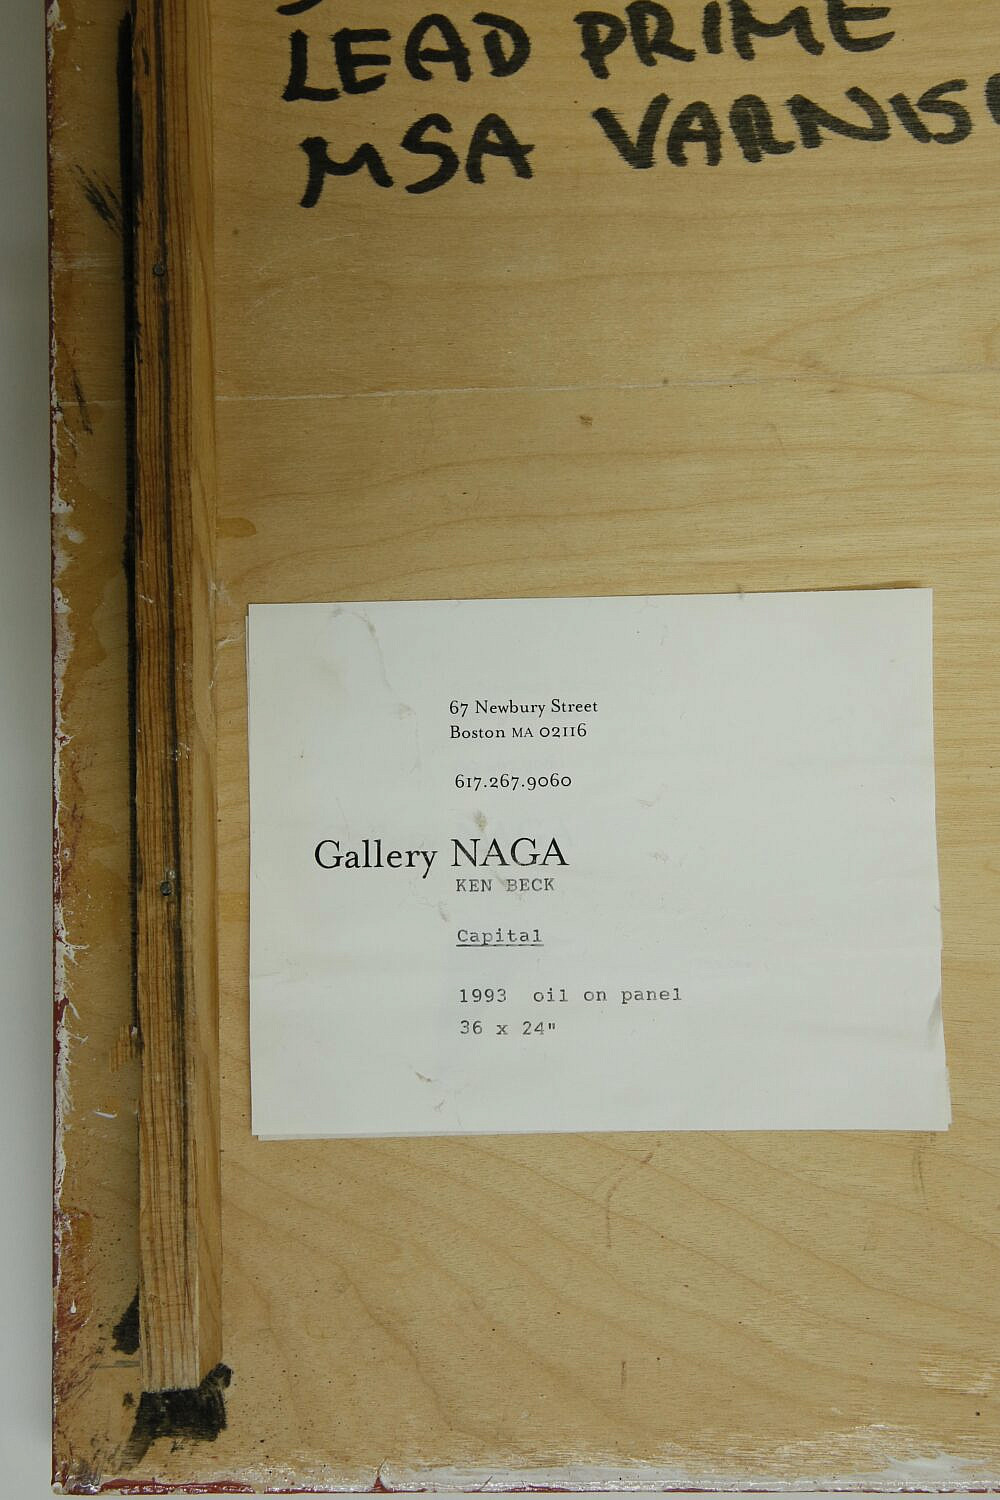 LEAD PRIME
MSA
67 Newbury Street
Boston MA 02116
617.267.9060
Gallery NAGA
KEN BECK
Capital
1993 oil on panel
36 x 24"